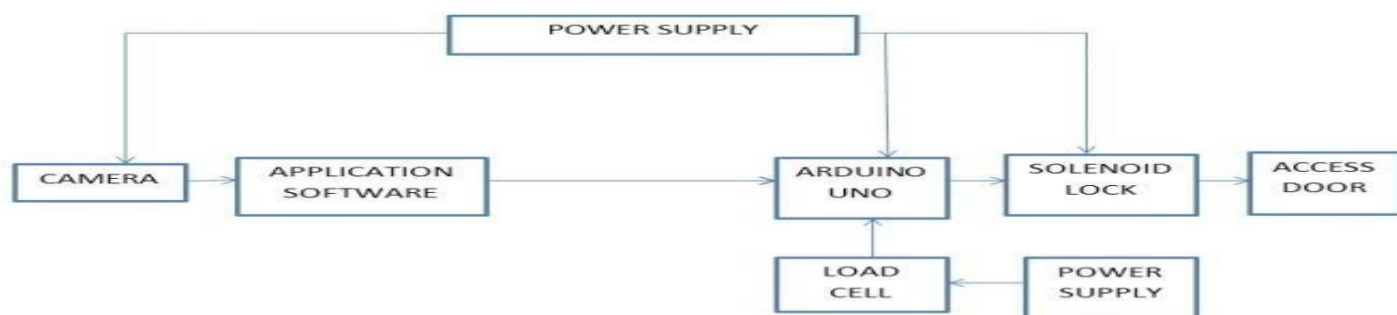 POWER SUPPLY
CAMERA
APPLICATION
SOFTWARE
ARDUINO
UNO
SOLENOID
LOCK
ACCESS
DOOR
LOAD
CELL
POWER
SUPPLY